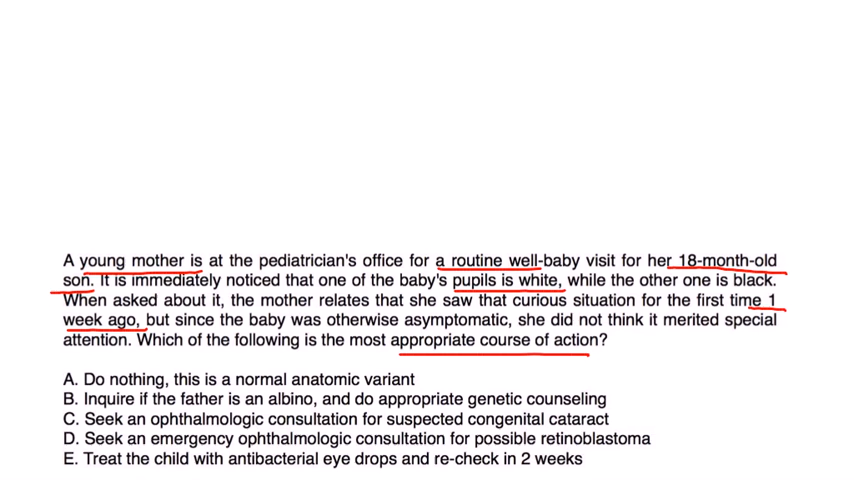 A young mother is at the pediatrician's office for a routine well-baby visit for her 18-month-old
son. It is immediately noticed that one of the baby's pupils is white, while the other one is black.
When asked about it, the mother relates that she saw that curious situation for the first time 1
week ago, but since the baby was otherwise asymptomatic, she did not think it merited special
attention. Which of the following is the most appropriate course of action?
A. Do nothing, this is a normal anatomic variant
B. Inquire if the father is an albino, and do appropriate genetic counseling
C. Seek an ophthalmologic consultation for suspected congenital cataract
D. Seek an emergency ophthalmologic consultation for possible retinoblastoma
E. Treat the child with antibacterial eye drops and re-check in 2 weeks